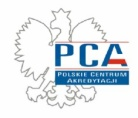 PCA
POLSKIE CENTRUM
AKREDYTACJI